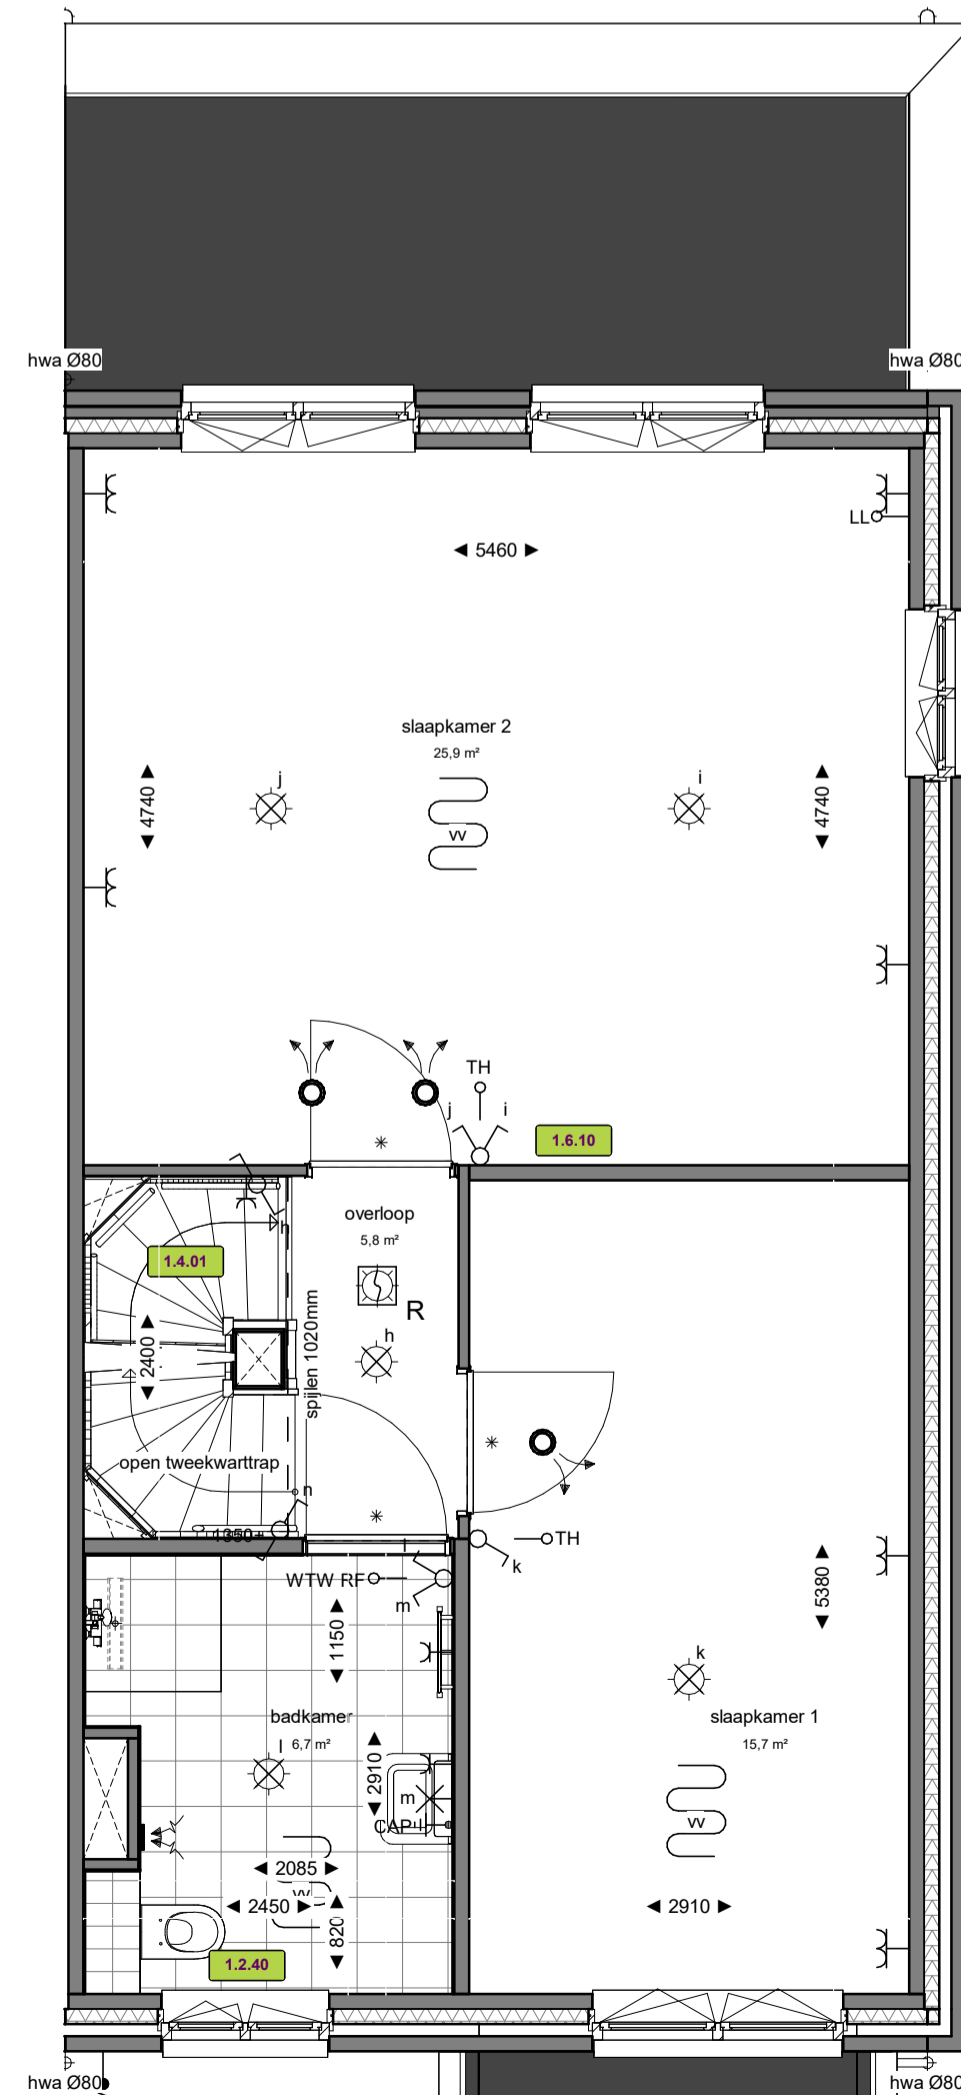 hwa Ø80
hwa Ø80
LL
◄ 5460 ►
slaapkamer 2
25,9 m²
j
i
◄ 4740 ►
◄ 4740 ►
vv
TH
j
i
1.6.10
overloop
5,8 m²
h
1.4.01
R
h
◄ 2400 ►
spijlen 1020mm
open tweekwarttrap
n
1350+
TH
k
WTW RF
m
◄ 1150 ►
◄ 5380 ►
k
badkamer
6,7 m²
l
slaapkamer 1
15,7 m²
◄ 2910 ►
m
CAP
vv
◄ 2085 ►
vv
◄ 2450 ►
◄ 820 ►
◄ 2910 ►
1.2.40
hwa Ø80
hwa Ø80